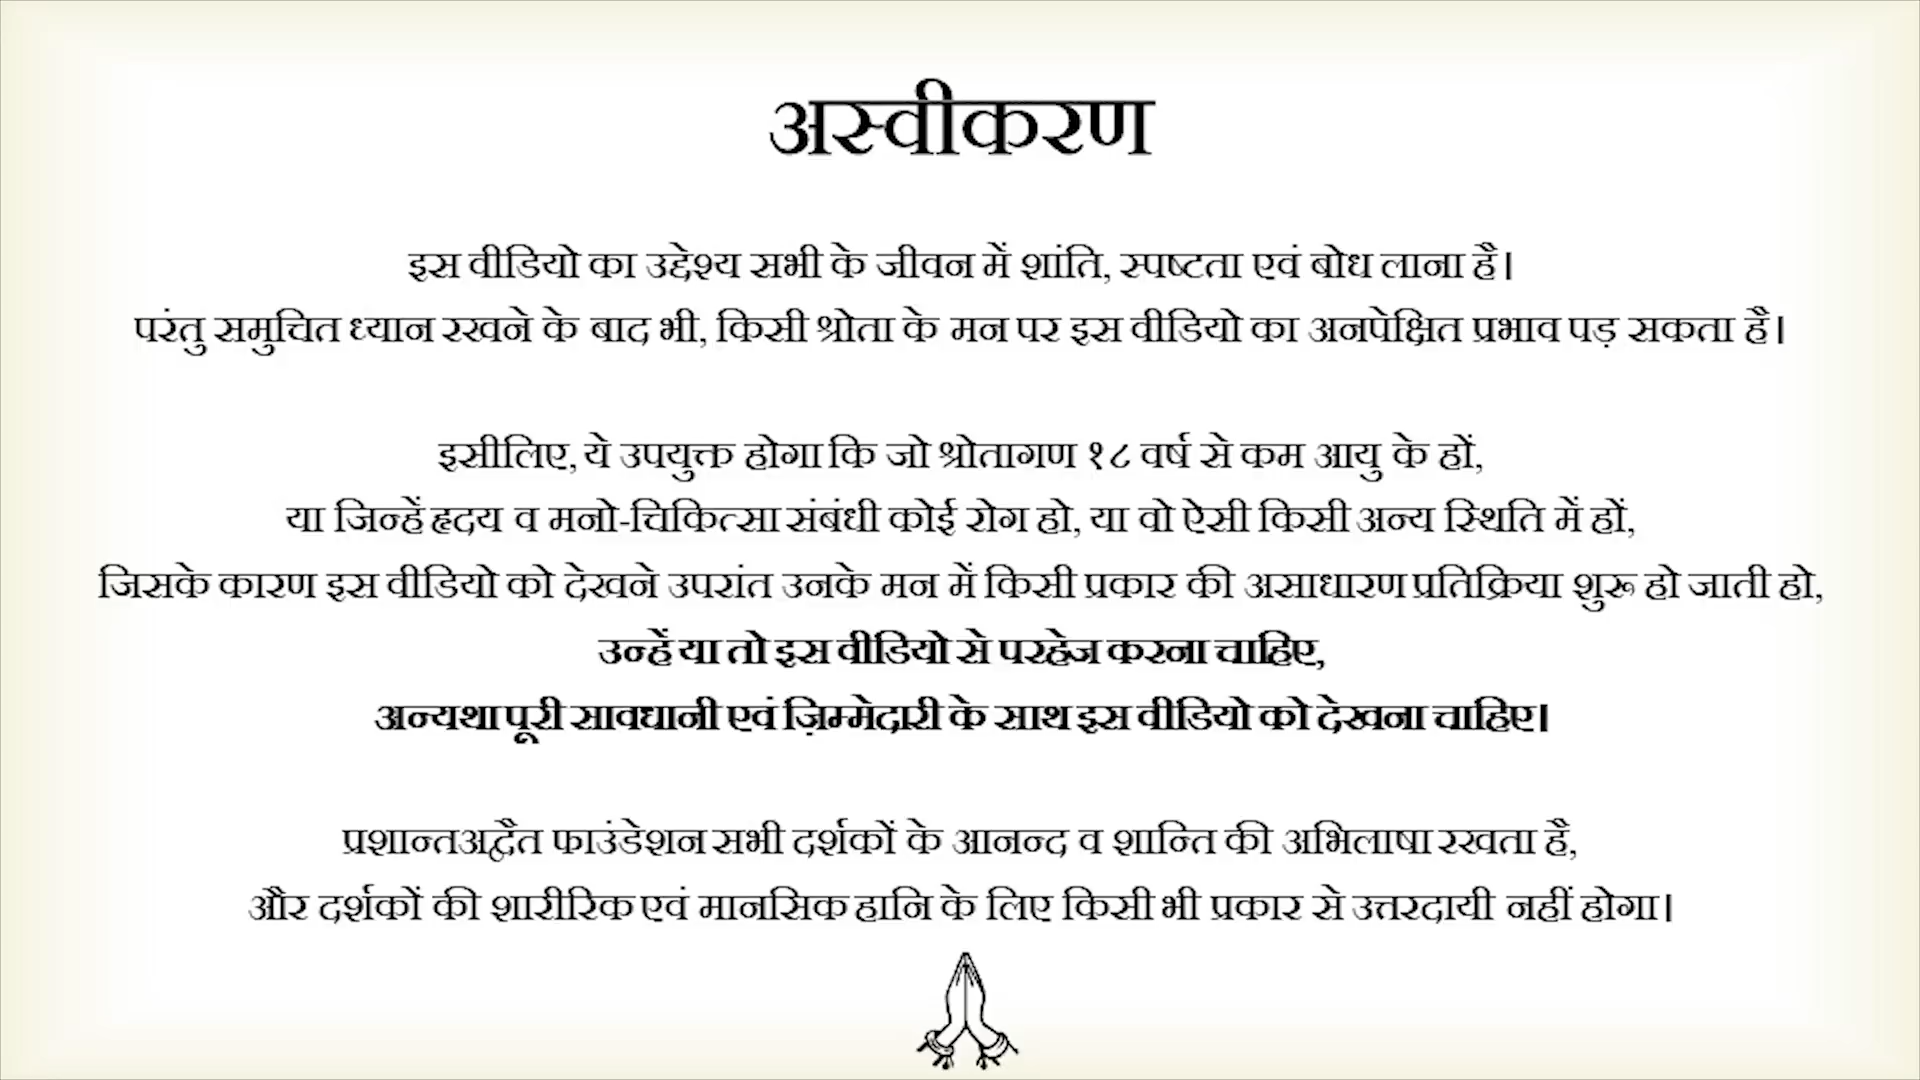 अस्वीकरण
इस वीडियो का उद्देश्य सभी के जीवन में शांति, स्पष्टता एवं बोध लाना है।
परंतु समुचित ध्यान रखने के बाद भी, किसी श्रोता के मन पर इस वीडियो का अनपेक्षित प्रभाव पड़ सकता है।
इसीलिए, ये उपयुक्त होगा कि जो श्रोतागण १८ वर्ष से कम आयु के हों,
या जिन्हें हृदय व मनो-चिकित्सा संबंधी कोई रोग हो, या वो ऐसी किसी अन्य स्थिति में हों,
जिसके कारण इस वीडियो को देखने उपरांत उनके मन में किसी प्रकार की असाधारण प्रतिक्रिया शुरू हो जाती हो,
उन्हें या तो इस वीडियो से परहेज करना चाहिए,
अन्यथा पूरी सावधानी एवं ज़िम्मेदारी के साथ इस वीडियो को देखना चाहिए।
प्रशान्तअद्वैत फाउंडेशन सभी दर्शकों के आनन्द व शान्ति की अभिलाषा रखता है,
और दर्शकों की शारीरिक एवं मानसिक हानि के लिए किसी भी प्रकार से उत्तरदायी नहीं होगा।